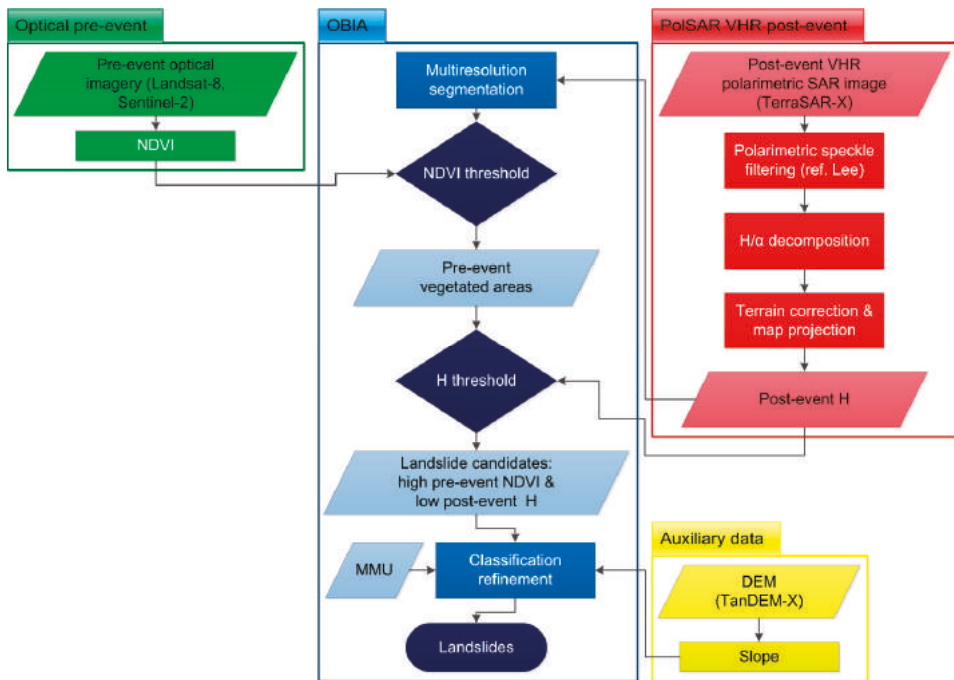 Optical pre-event
Pre-event optical
imagery (Landsat-8,
Sentinel-2)
NDVI
OBIA
Multiresolution
segmentation
NDVI threshold
Pre-event
vegetated areas
H threshold
Landslide candidates:
high pre-event NDVI &
low post-event H
MMU
Classification
refinement
Landslides
PolSAR VHR post-event
Post-event VHR
polarimetric SAR image
(TerraSAR-X)
Polarimetric speckle
filtering (ref. Lee)
H/α decomposition
Terrain correction &
map projection
Post-event H
Auxiliary data
DEM
(TanDEM-X)
Slope